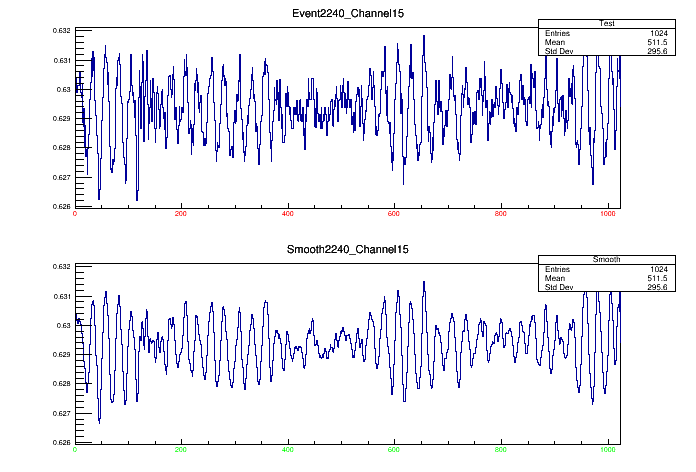 Event2240_Channel15
Test
Entries 1024
Mean 511.5
Std Dev 295.6
0.632
0.631
0.63
0.629
0.628
0.627
0.626
0 200 400 600 800 1000
Smooth2240_Channel15
Smooth
Entries 1024
Mean 511.5
Std Dev 295.6
0.632
0.631
0.63
0.629
0.628
0.627
0.626
0 200 400 600 800 1000